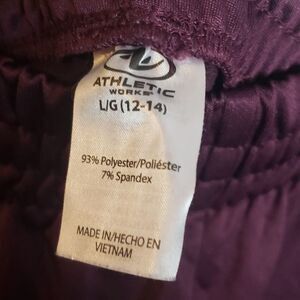 ATHLETIC
WORKS
L/G (12-14)
93% Polyester/Poliéster
7% Spandex
MADE IN/HECHO EN
VIETNAM